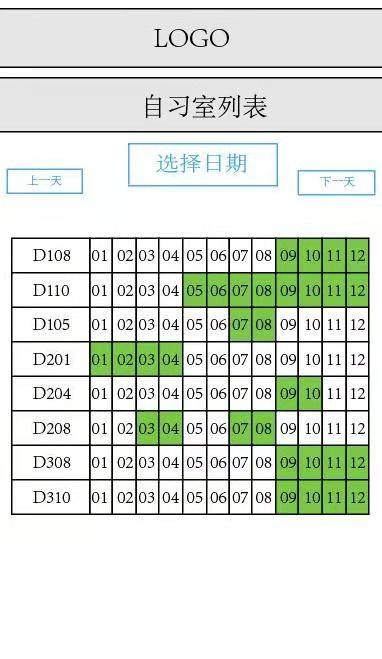 LOGO
自习室列表
选择日期
上一天
下一天
D108 01 02 03 04 05 06 07 08 09 10 11 12
D110 01 02 03 04 05 06 07 08 09 10 11 12
D105 01 02 03 04 05 06 07 08 09 10 11 12
D201 01 02 03 04 05 06 07 08 09 10 11 12
D204 01 02 03 04 05 06 07 08 09 10 11 12
D208 01 02 03 04 05 06 07 08 09 10 11 12
D308 01 02 03 04 05 06 07 08 09 10 11 12
D310 01 02 03 04 05 06 07 08 09 10 11 12